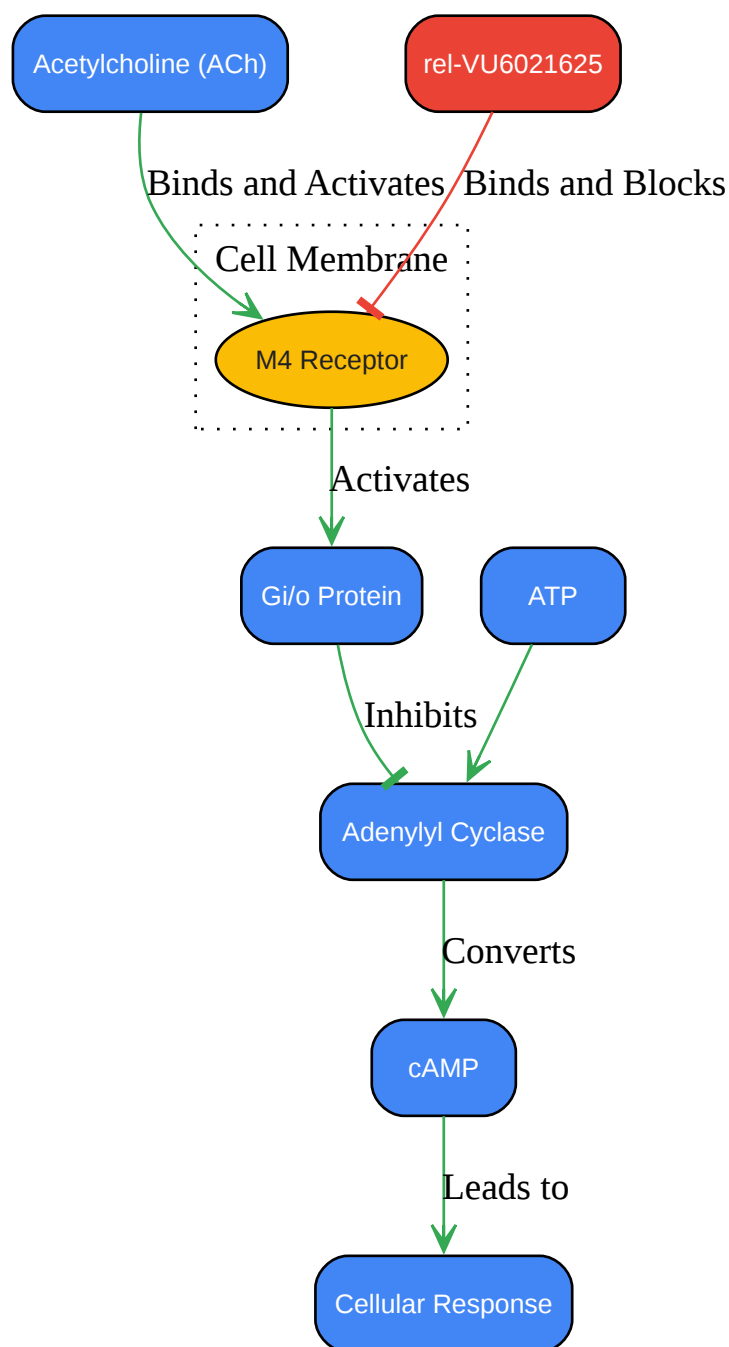 Acetylcholine (ACh)
rel-VU6021625
Binds and Activates
Binds and Blocks
Cell Membrane
M4 Receptor
Activates
Gi/o Protein
ATP
Inhibits
Adenylyl Cyclase
Converts
cAMP
Leads to
Cellular Response